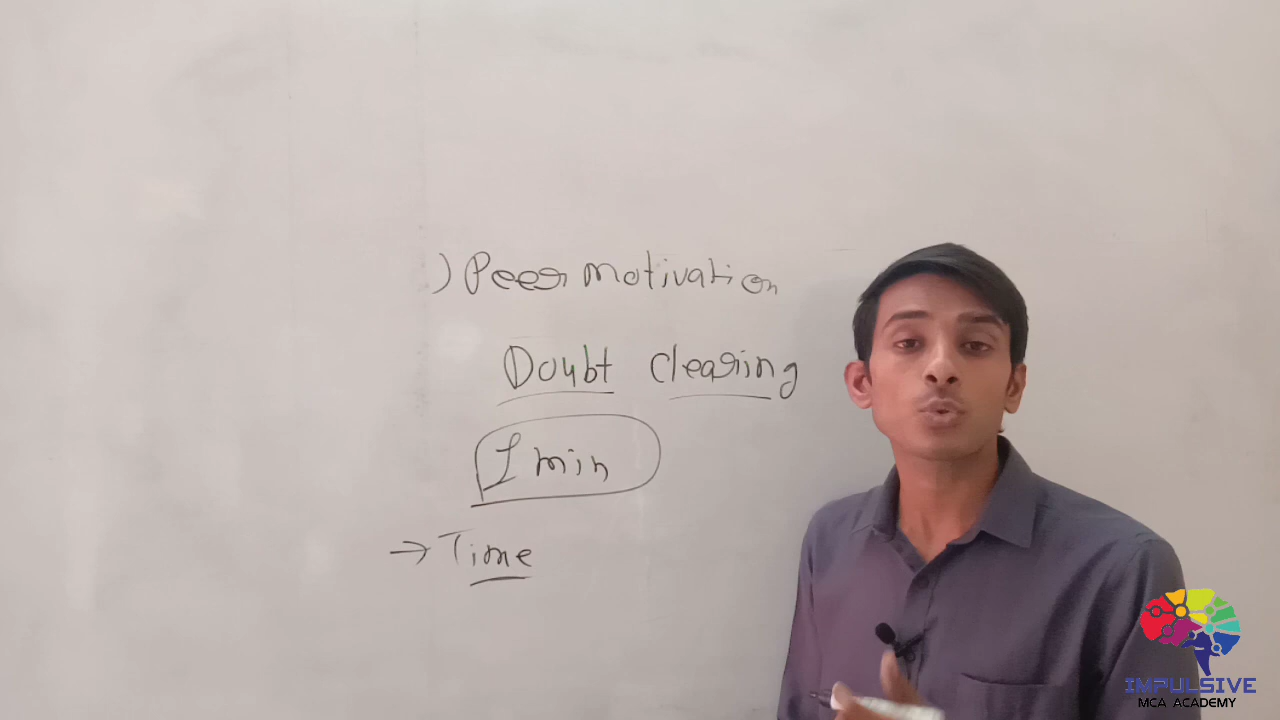 ) Peer motivation
Doubt clearing
1 min
→ Time
IMPULSIVE
MCA ACADEMY